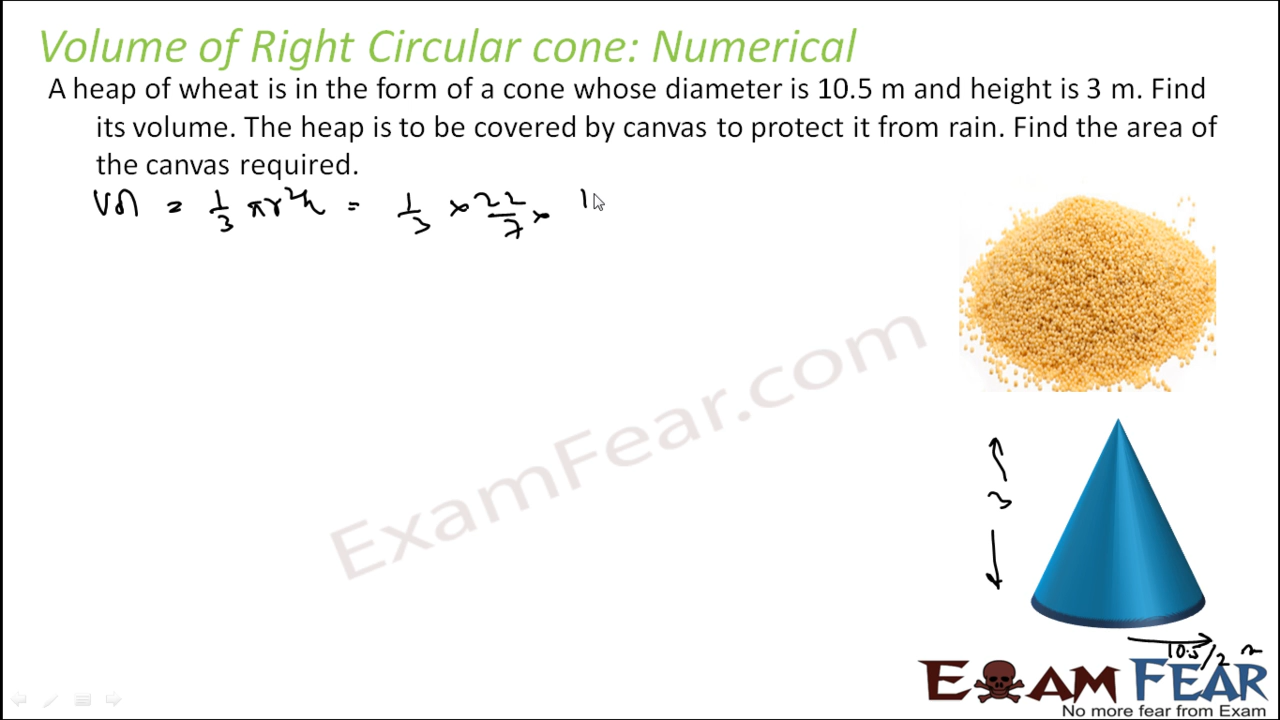 Volume of Right Circular cone: Numerical
A heap of wheat is in the form of a cone whose diameter is 10.5 m and height is 3 m. Find
its volume. The heap is to be covered by canvas to protect it from rain. Find the area of
the canvas required.
Vol = 1/3 πr²h = 1/3 × 22/7 × 1
ExamFear.com
3
10.5/2 m
EXAM FEAR
No more fear from Exam